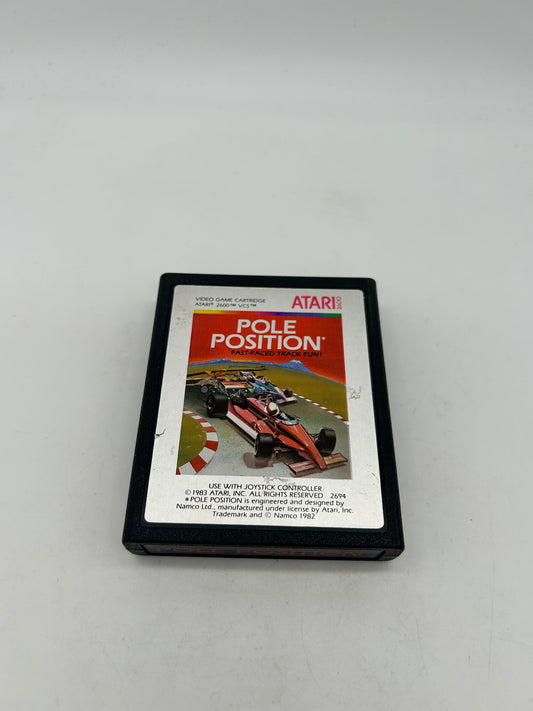 VIDEO GAME CARTRIDGE
ATARI® 2600™ VCS™
ATARI 2600
POLE
POSITION*
FAST-PACED TRACK FUN!
USE WITH JOYSTICK CONTROLLER
© 1983 ATARI, INC. ALL RIGHTS RESERVED 2694
*POLE POSITION is engineered and designed by
Namco Ltd., manufactured under license by Atari, Inc.
Trademark and © Namco 1982